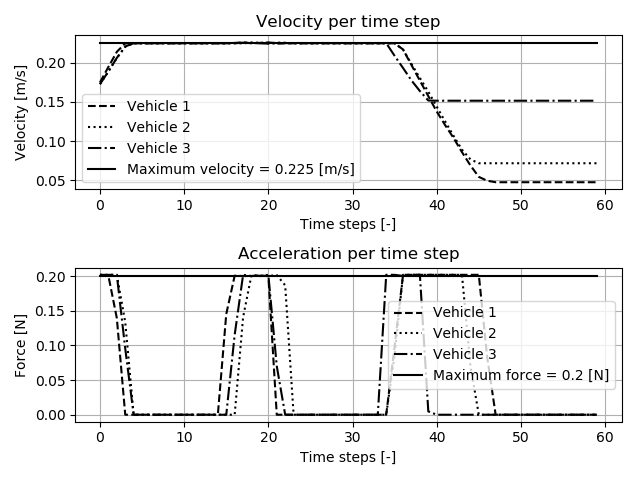 Velocity per time step
Velocity [m/s]
0.20
0.15
0.10
0.05
Vehicle 1
Vehicle 2
Vehicle 3
Maximum velocity = 0.225 [m/s]
0 10 20 30 40 50 60
Time steps [-]
Acceleration per time step
Force [N]
0.20
0.15
0.10
0.05
0.00
Vehicle 1
Vehicle 2
Vehicle 3
Maximum force = 0.2 [N]
0 10 20 30 40 50 60
Time steps [-]